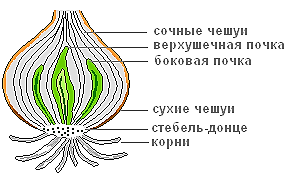 сочные чешуи
верхушечная почка
боковая почка
сухие чешуи
стебель-донце
корни